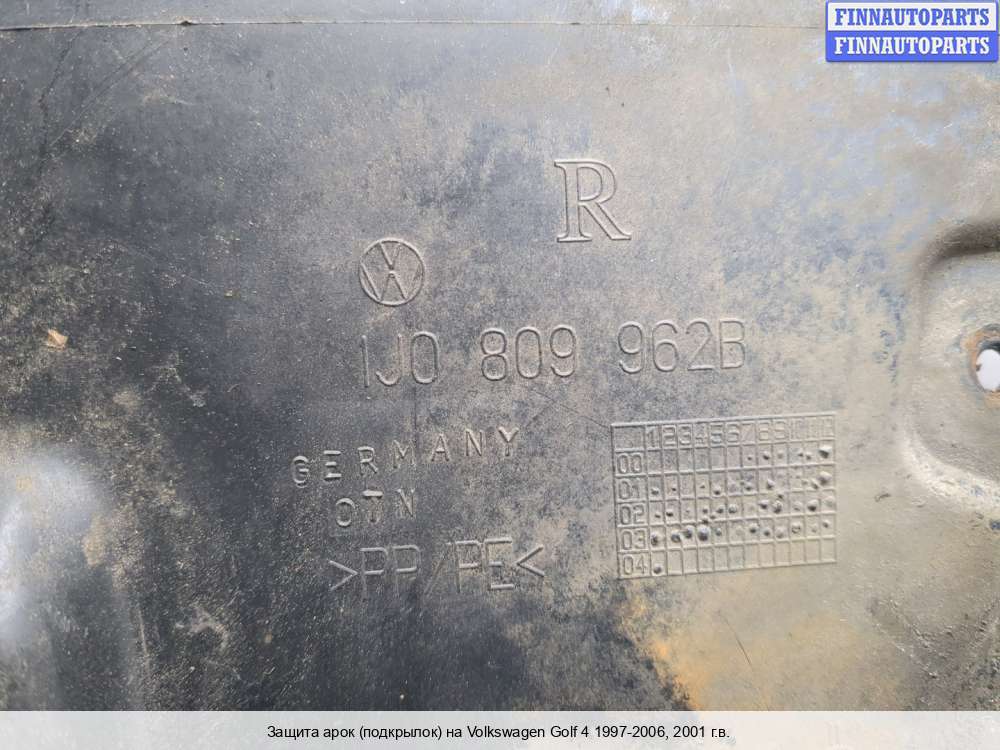 FINNAUTOPARTS
FINNAUTOPARTS
R
VW
1J0 809 962B
GERMANY
>PP/PE<
00
01
02
03
04
Защита арок (подкрылок) на Volkswagen Golf 4 1997-2006, 2001 г.в.